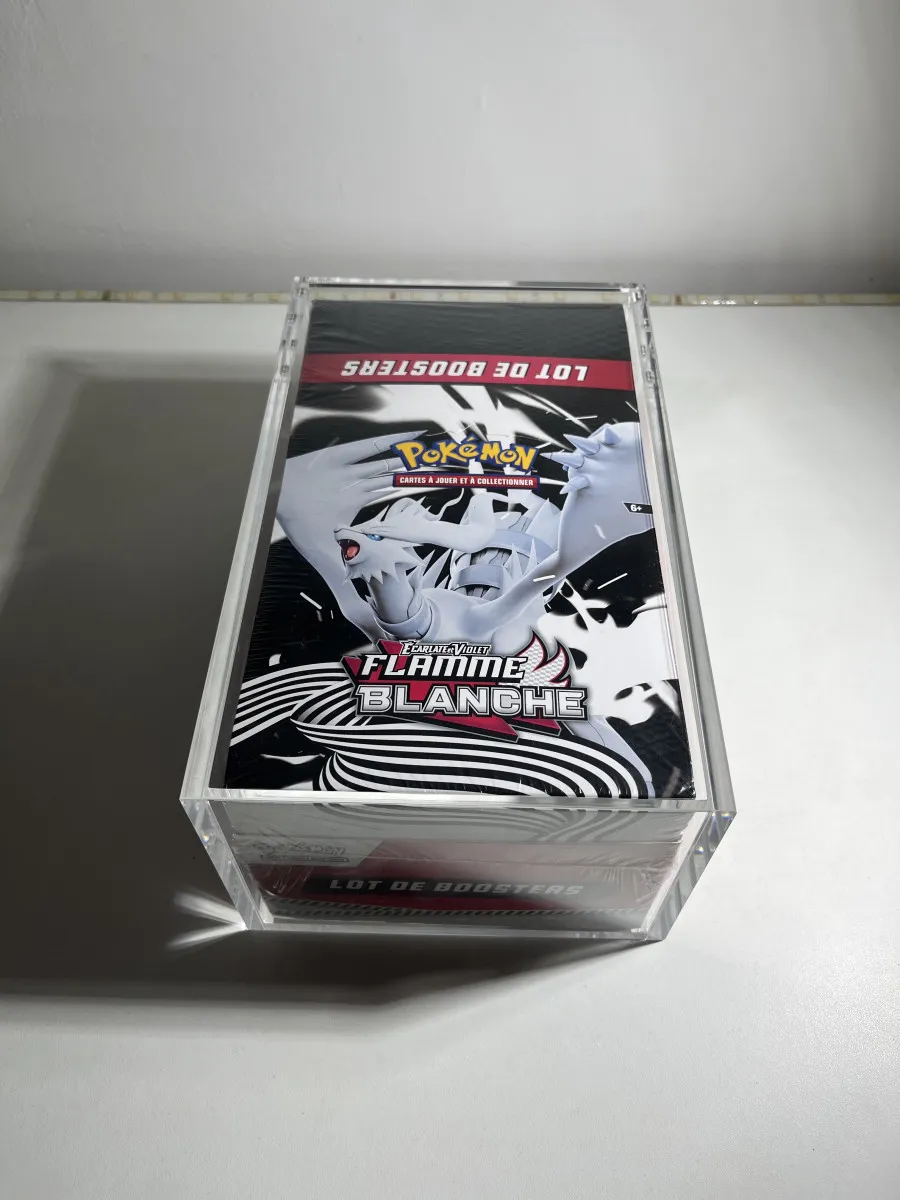 LOT DE BOOSTERS
POKéMON
CARTES À JOUER ET À COLLECTIONNER
6+
ÉCARLATE ET VIOLET
FLAMME
BLANCHE
LOT DE BOOSTERS